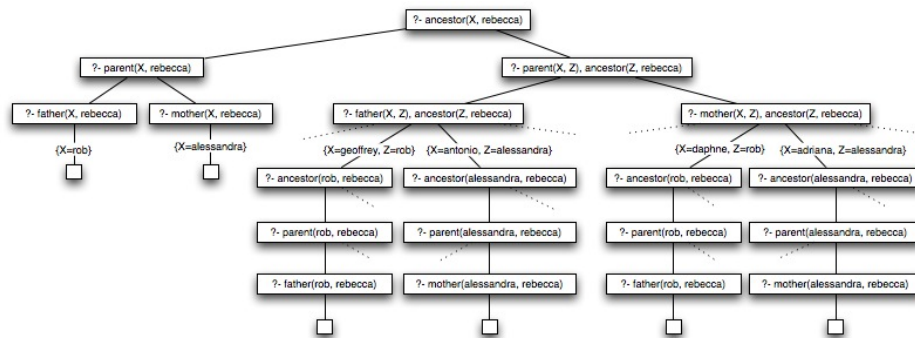 ?- ancestor(X, rebecca)
?- parent(X, rebecca)
?- parent(X, Z), ancestor(Z, rebecca)
?- father(X, rebecca)
?- mother(X, rebecca)
?- father(X, Z), ancestor(Z, rebecca)
?- mother(X, Z), ancestor(Z, rebecca)
{X=rob}
{X=alessandra}
{X=geoffrey, Z=rob}
{X=antonio, Z=alessandra}
{X=daphne, Z=rob}
{X=adriana, Z=alessandra}
?- ancestor(rob, rebecca)
?- ancestor(alessandra, rebecca)
?- ancestor(rob, rebecca)
?- ancestor(alessandra, rebecca)
?- parent(rob, rebecca)
?- parent(alessandra, rebecca)
?- parent(rob, rebecca)
?- parent(alessandra, rebecca)
?- father(rob, rebecca)
?- mother(alessandra, rebecca)
?- father(rob, rebecca)
?- mother(alessandra, rebecca)